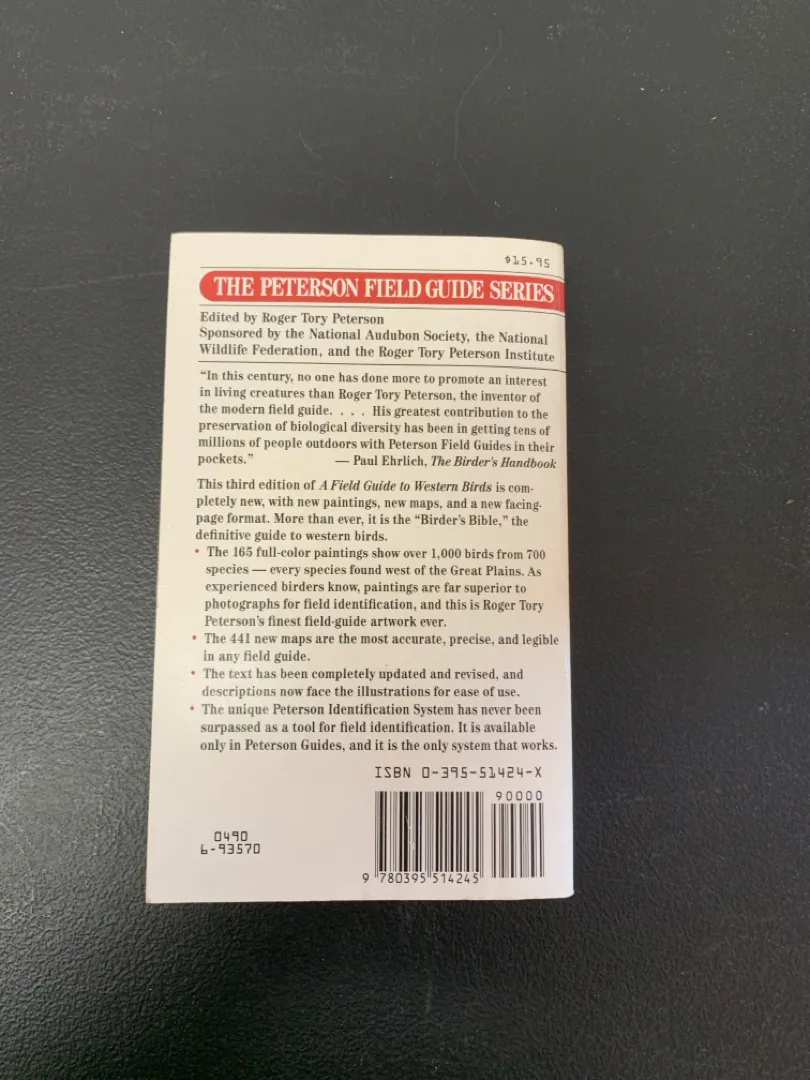 $15.95
THE PETERSON FIELD GUIDE SERIES
Edited by Roger Tory Peterson
Sponsored by the National Audubon Society, the National
Wildlife Federation, and the Roger Tory Peterson Institute
“In this century, no one has done more to promote an interest
in living creatures than Roger Tory Peterson, the inventor of
the modern field guide. . . . His greatest contribution to the
preservation of biological diversity has been in getting tens of
millions of people outdoors with Peterson Field Guides in their
pockets.” — Paul Ehrlich, The Birder's Handbook
This third edition of A Field Guide to Western Birds is com-
pletely new, with new paintings, new maps, and a new facing-
page format. More than ever, it is the “Birder's Bible,” the
definitive guide to western birds.
• The 165 full-color paintings show over 1,000 birds from 700
species — every species found west of the Great Plains. As
experienced birders know, paintings are far superior to
photographs for field identification, and this is Roger Tory
Peterson's finest field-guide artwork ever.
• The 441 new maps are the most accurate, precise, and legible
in any field guide.
• The text has been completely updated and revised, and
descriptions now face the illustrations for ease of use.
• The unique Peterson Identification System has never been
surpassed as a tool for field identification. It is available
only in Peterson Guides, and it is the only system that works.
ISBN 0-395-51424-X
90000
0490
6-93570
9 780395 514245